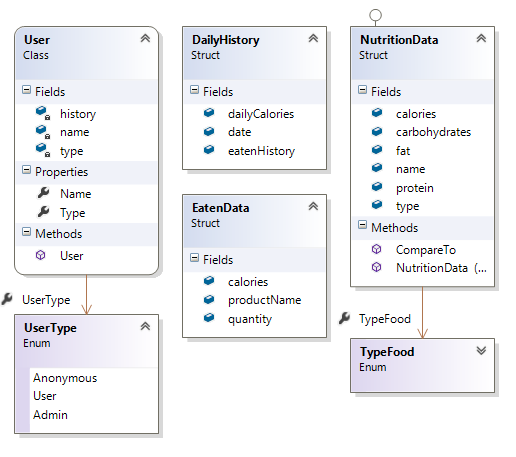 User
Class
Fields
history
name
type
Properties
Name
Type
Methods
User
UserType
UserType
Enum
Anonymous
User
Admin
DailyHistory
Struct
Fields
dailyCalories
date
eatenHistory
EatenData
Struct
Fields
calories
productName
quantity
NutritionData
Struct
Fields
calories
carbohydrates
fat
name
protein
type
Methods
CompareTo
NutritionData (...
TypeFood
TypeFood
Enum